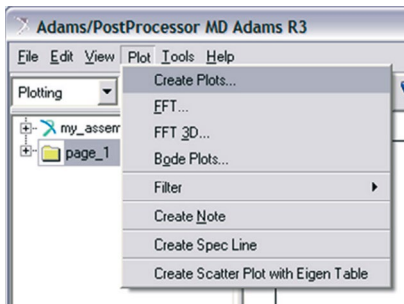 Adams/PostProcessor MD Adams R3
File Edit View Plot Tools Help
Plotting
my_assem
page_1
Create Plots...
FFT...
FFT 3D...
Bode Plots...
Filter
Create Note
Create Spec Line
Create Scatter Plot with Eigen Table